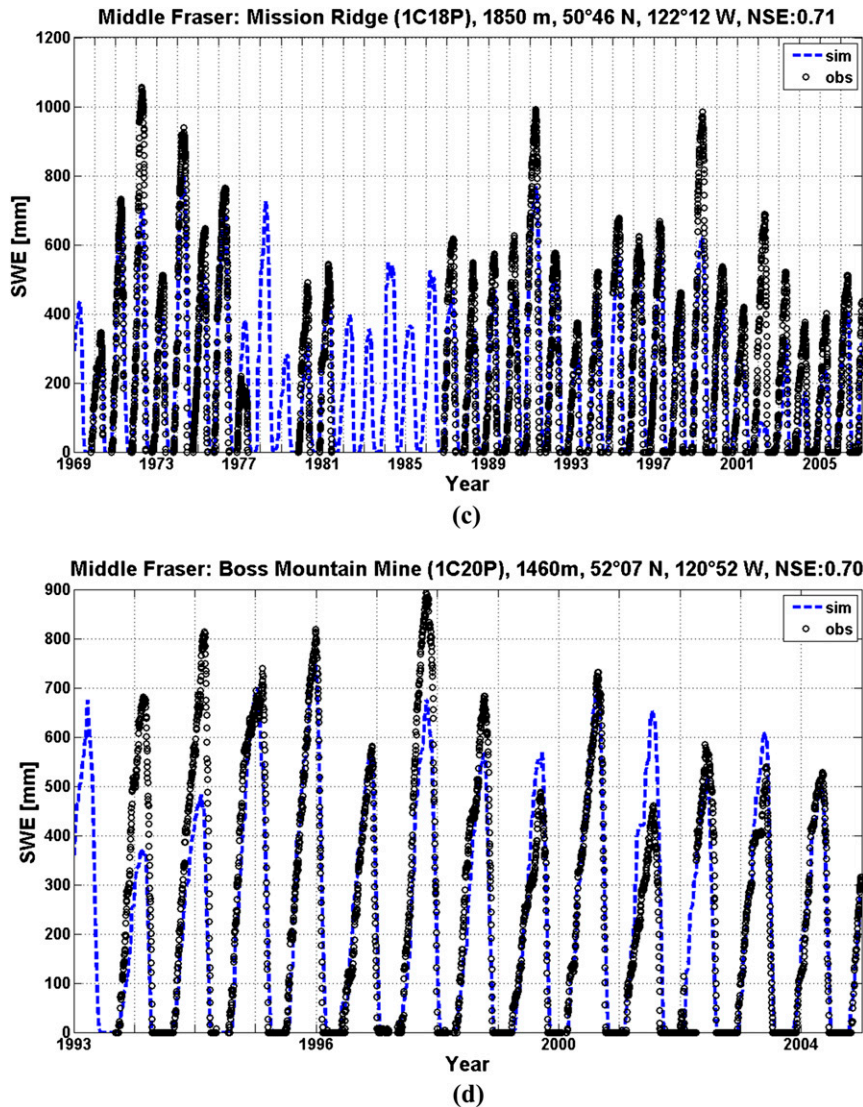 Middle Fraser: Mission Ridge (1C18P), 1850 m, 50°46 N, 122°12 W, NSE:0.71
1200
1000
800
600
400
200
0
SWE [mm]
sim
obs
1969 1973 1977 1981 1985 1989 1993 1997 2001 2005
Year
(c)
Middle Fraser: Boss Mountain Mine (1C20P), 1460m, 52°07 N, 120°52 W, NSE:0.70
900
800
700
600
500
400
300
200
100
0
SWE [mm]
sim
obs
1993 1996 2000 2004
Year
(d)